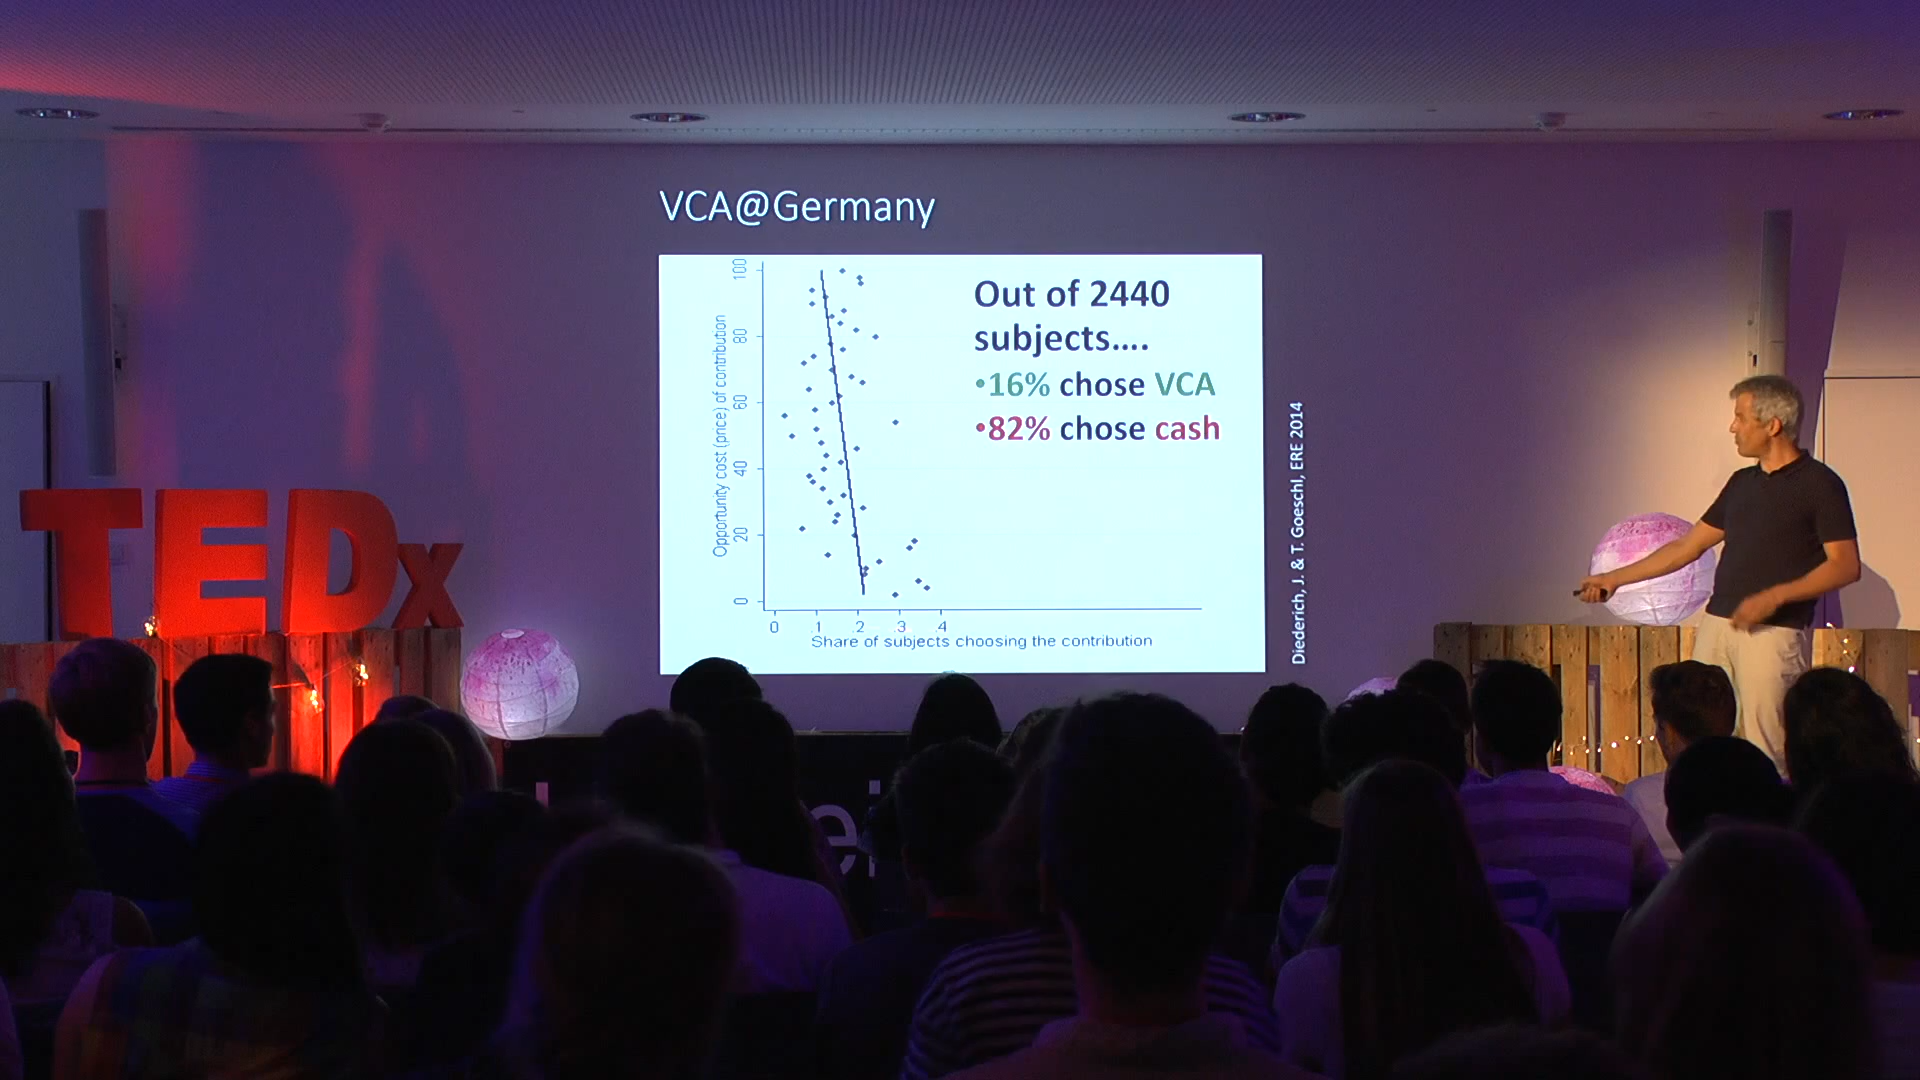 VCA@Germany
Out of 2440
subjects....
•16% chose VCA
•82% chose cash
Opportunity cost (price) of contribution
100
80
60
40
20
0
0 .1 .2 .3 .4
Share of subjects choosing the contribution
Diederich, J. & T. Goeschl, ERE 2014
TEDx